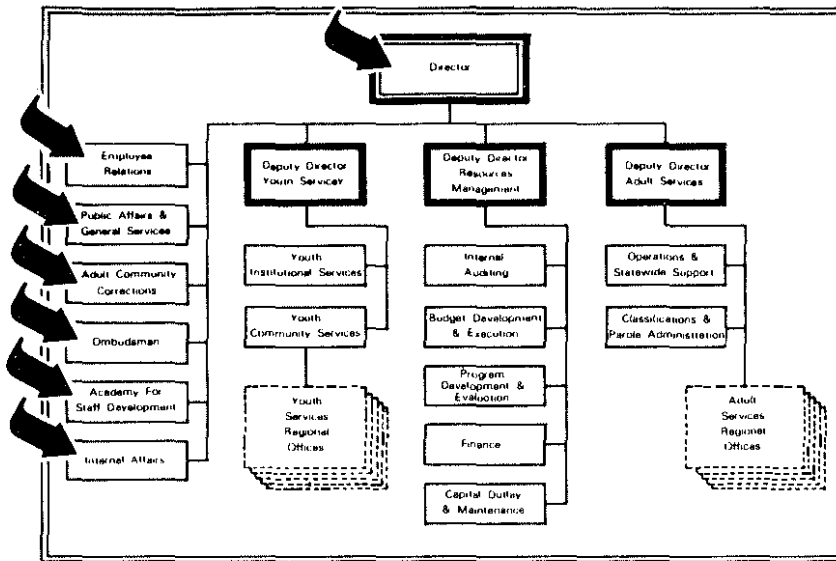 Director
Employee
Relations
Public Affairs &
General Services
Adult Community
Corrections
Ombudsman
Academy For
Staff Development
Internal Affairs
Deputy Director
Youth Services
Youth
Institutional Services
Youth
Community Services
Youth
Services
Regional
Offices
Deputy Director
Resources
Management
Internal
Auditing
Budget Development
& Execution
Program
Development &
Evaluation
Finance
Capital Outlay
& Maintenance
Deputy Director
Adult Services
Operations &
Statewide Support
Classifications &
Parole Administration
Adult
Services
Regional
Offices